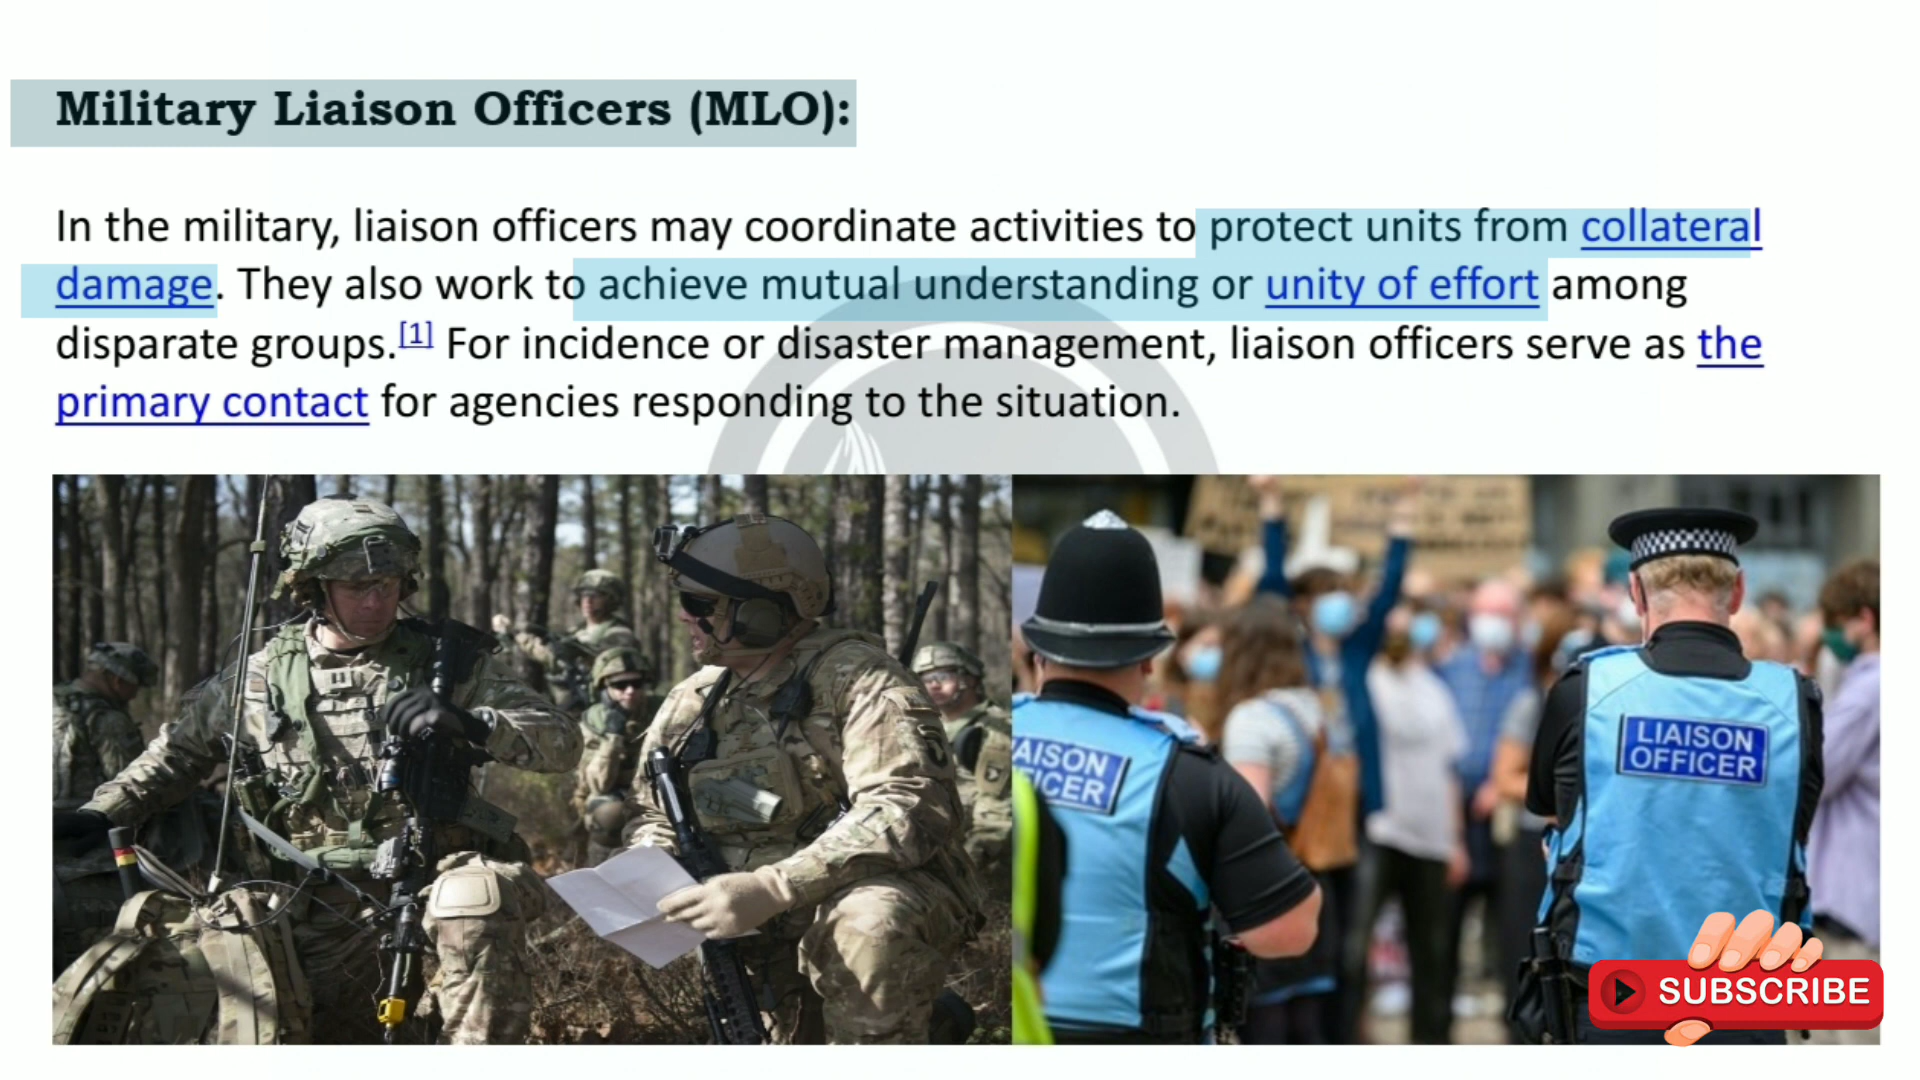 Military Liaison Officers (MLO):
In the military, liaison officers may coordinate activities to protect units from collateral
damage. They also work to achieve mutual understanding or unity of effort among
disparate groups.[1] For incidence or disaster management, liaison officers serve as the
primary contact for agencies responding to the situation.
AISON
ICER
LIAISON
OFFICER
SUBSCRIBE